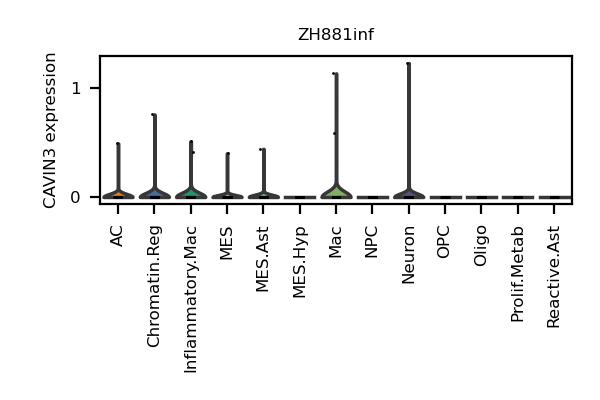 ZH881inf
CAVIN3 expression
1
0
AC
Chromatin.Reg
Inflammatory.Mac
MES
MES.Ast
MES.Hyp
Mac
NPC
Neuron
OPC
Oligo
Prolif.Metab
Reactive.Ast